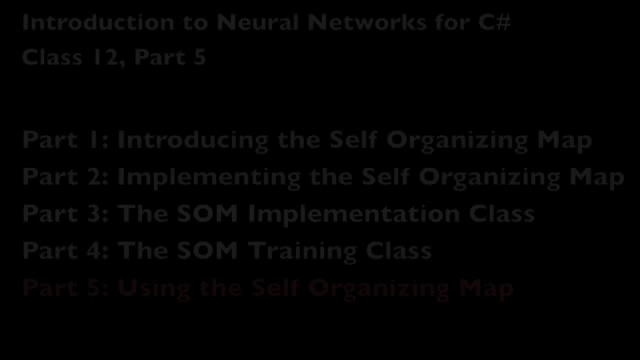 Introduction to Neural Networks for C#
Class 12, Part 5
Part 1: Introducing the Self Organizing Map
Part 2: Implementing the Self Organizing Map
Part 3: The SOM Implementation Class
Part 4: The SOM Training Class
Part 5: Using the Self Organizing Map